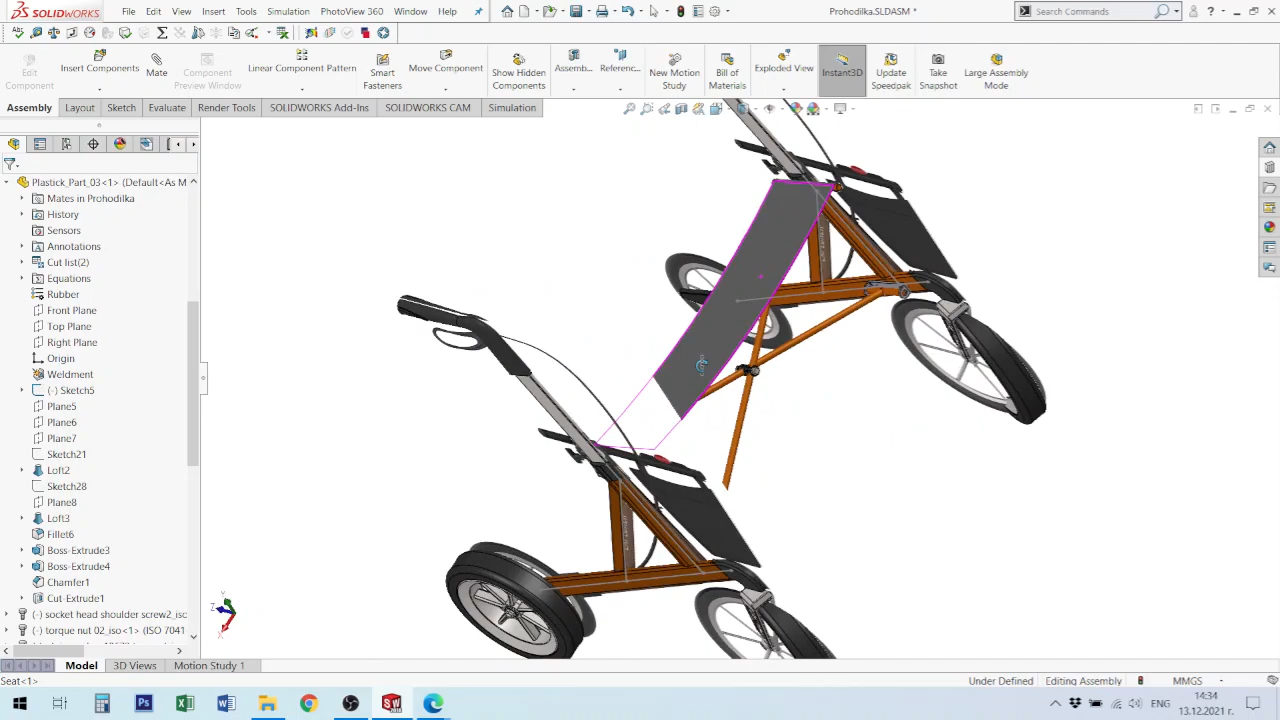 SOLIDWORKS
File Edit View Insert Tools Simulation PhotoView 360 Window Help
Prohodilka.SLDASM *
Search Commands
Edit Component
Insert Components
Mate
Component Preview Window
Linear Component Pattern
Smart Fasteners
Move Component
Show Hidden Components
Assemb...
Referenc...
New Motion Study
Bill of Materials
Exploded View
Instant3D
Update Speedpak
Take Snapshot
Large Assembly Mode
Assembly Layout Sketch Evaluate Render Tools SOLIDWORKS Add-Ins SOLIDWORKS CAM Simulation
Plastick_Part_03<1> (Default<As M
Mates in Prohodilka
History
Sensors
Annotations
Cut list(2)
Equations
Rubber
Front Plane
Top Plane
Right Plane
Origin
Weldment
(-) Sketch5
Plane5
Plane6
Plane7
Sketch21
Loft2
Sketch28
Plane8
Loft3
Fillet6
Boss-Extrude3
Boss-Extrude4
Chamfer1
Cut-Extrude1
(-) socket head shoulder screw2_isc
(-) torque nut 02_iso<1> (ISO 7041
Y
Z
X
Model 3D Views Motion Study 1
Seat<1>
Under Defined Editing Assembly MMGS
ENG
14:34
13.12.2021 г.